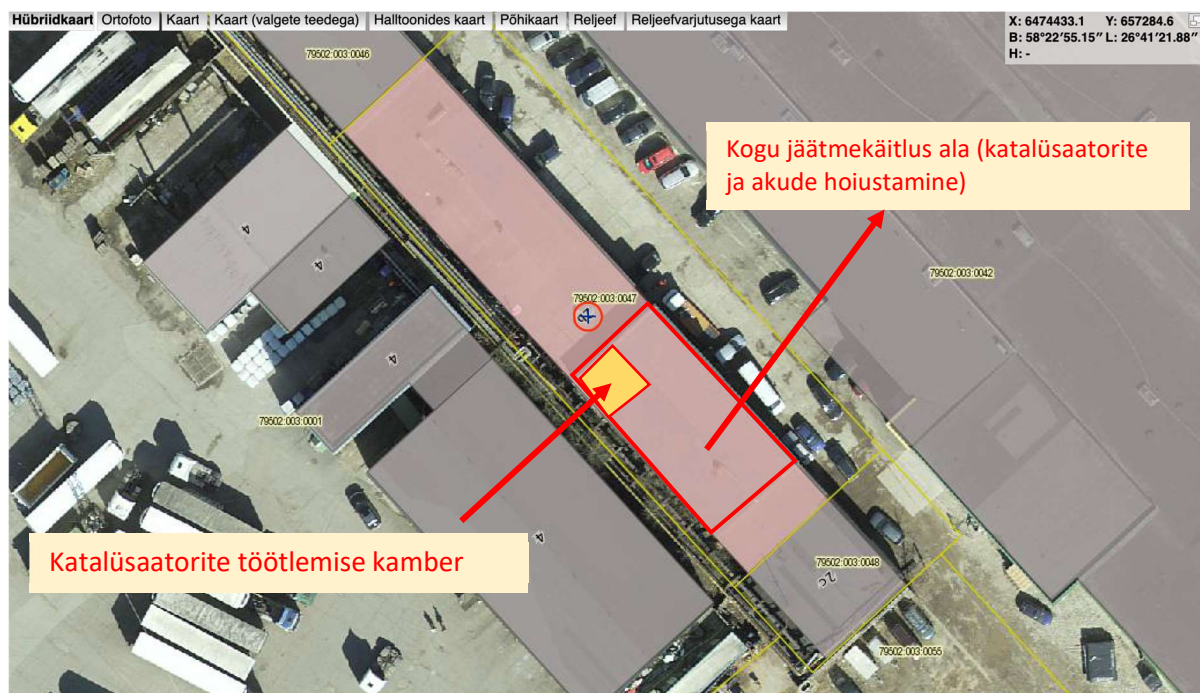 Hübriidkaart Ortofoto Kaart Kaart (valgete teedega) Halltoonides kaart Põhikaart Reljeef Reljeefvarjutusega kaart
X: 6474433.1 Y: 657284.6
B: 58°22′55.15″ L: 26°41′21.88″
H: -
79502:003:0046
Kogu jäätmekäitlus ala (katalüsaatorite
ja akude hoiustamine)
4
4
79502:003:0042
79502:003:0047
4
79502:003:0001
4
Katalüsaatorite töötlemise kamber
79502:003:0048
2c
79502:003:0055